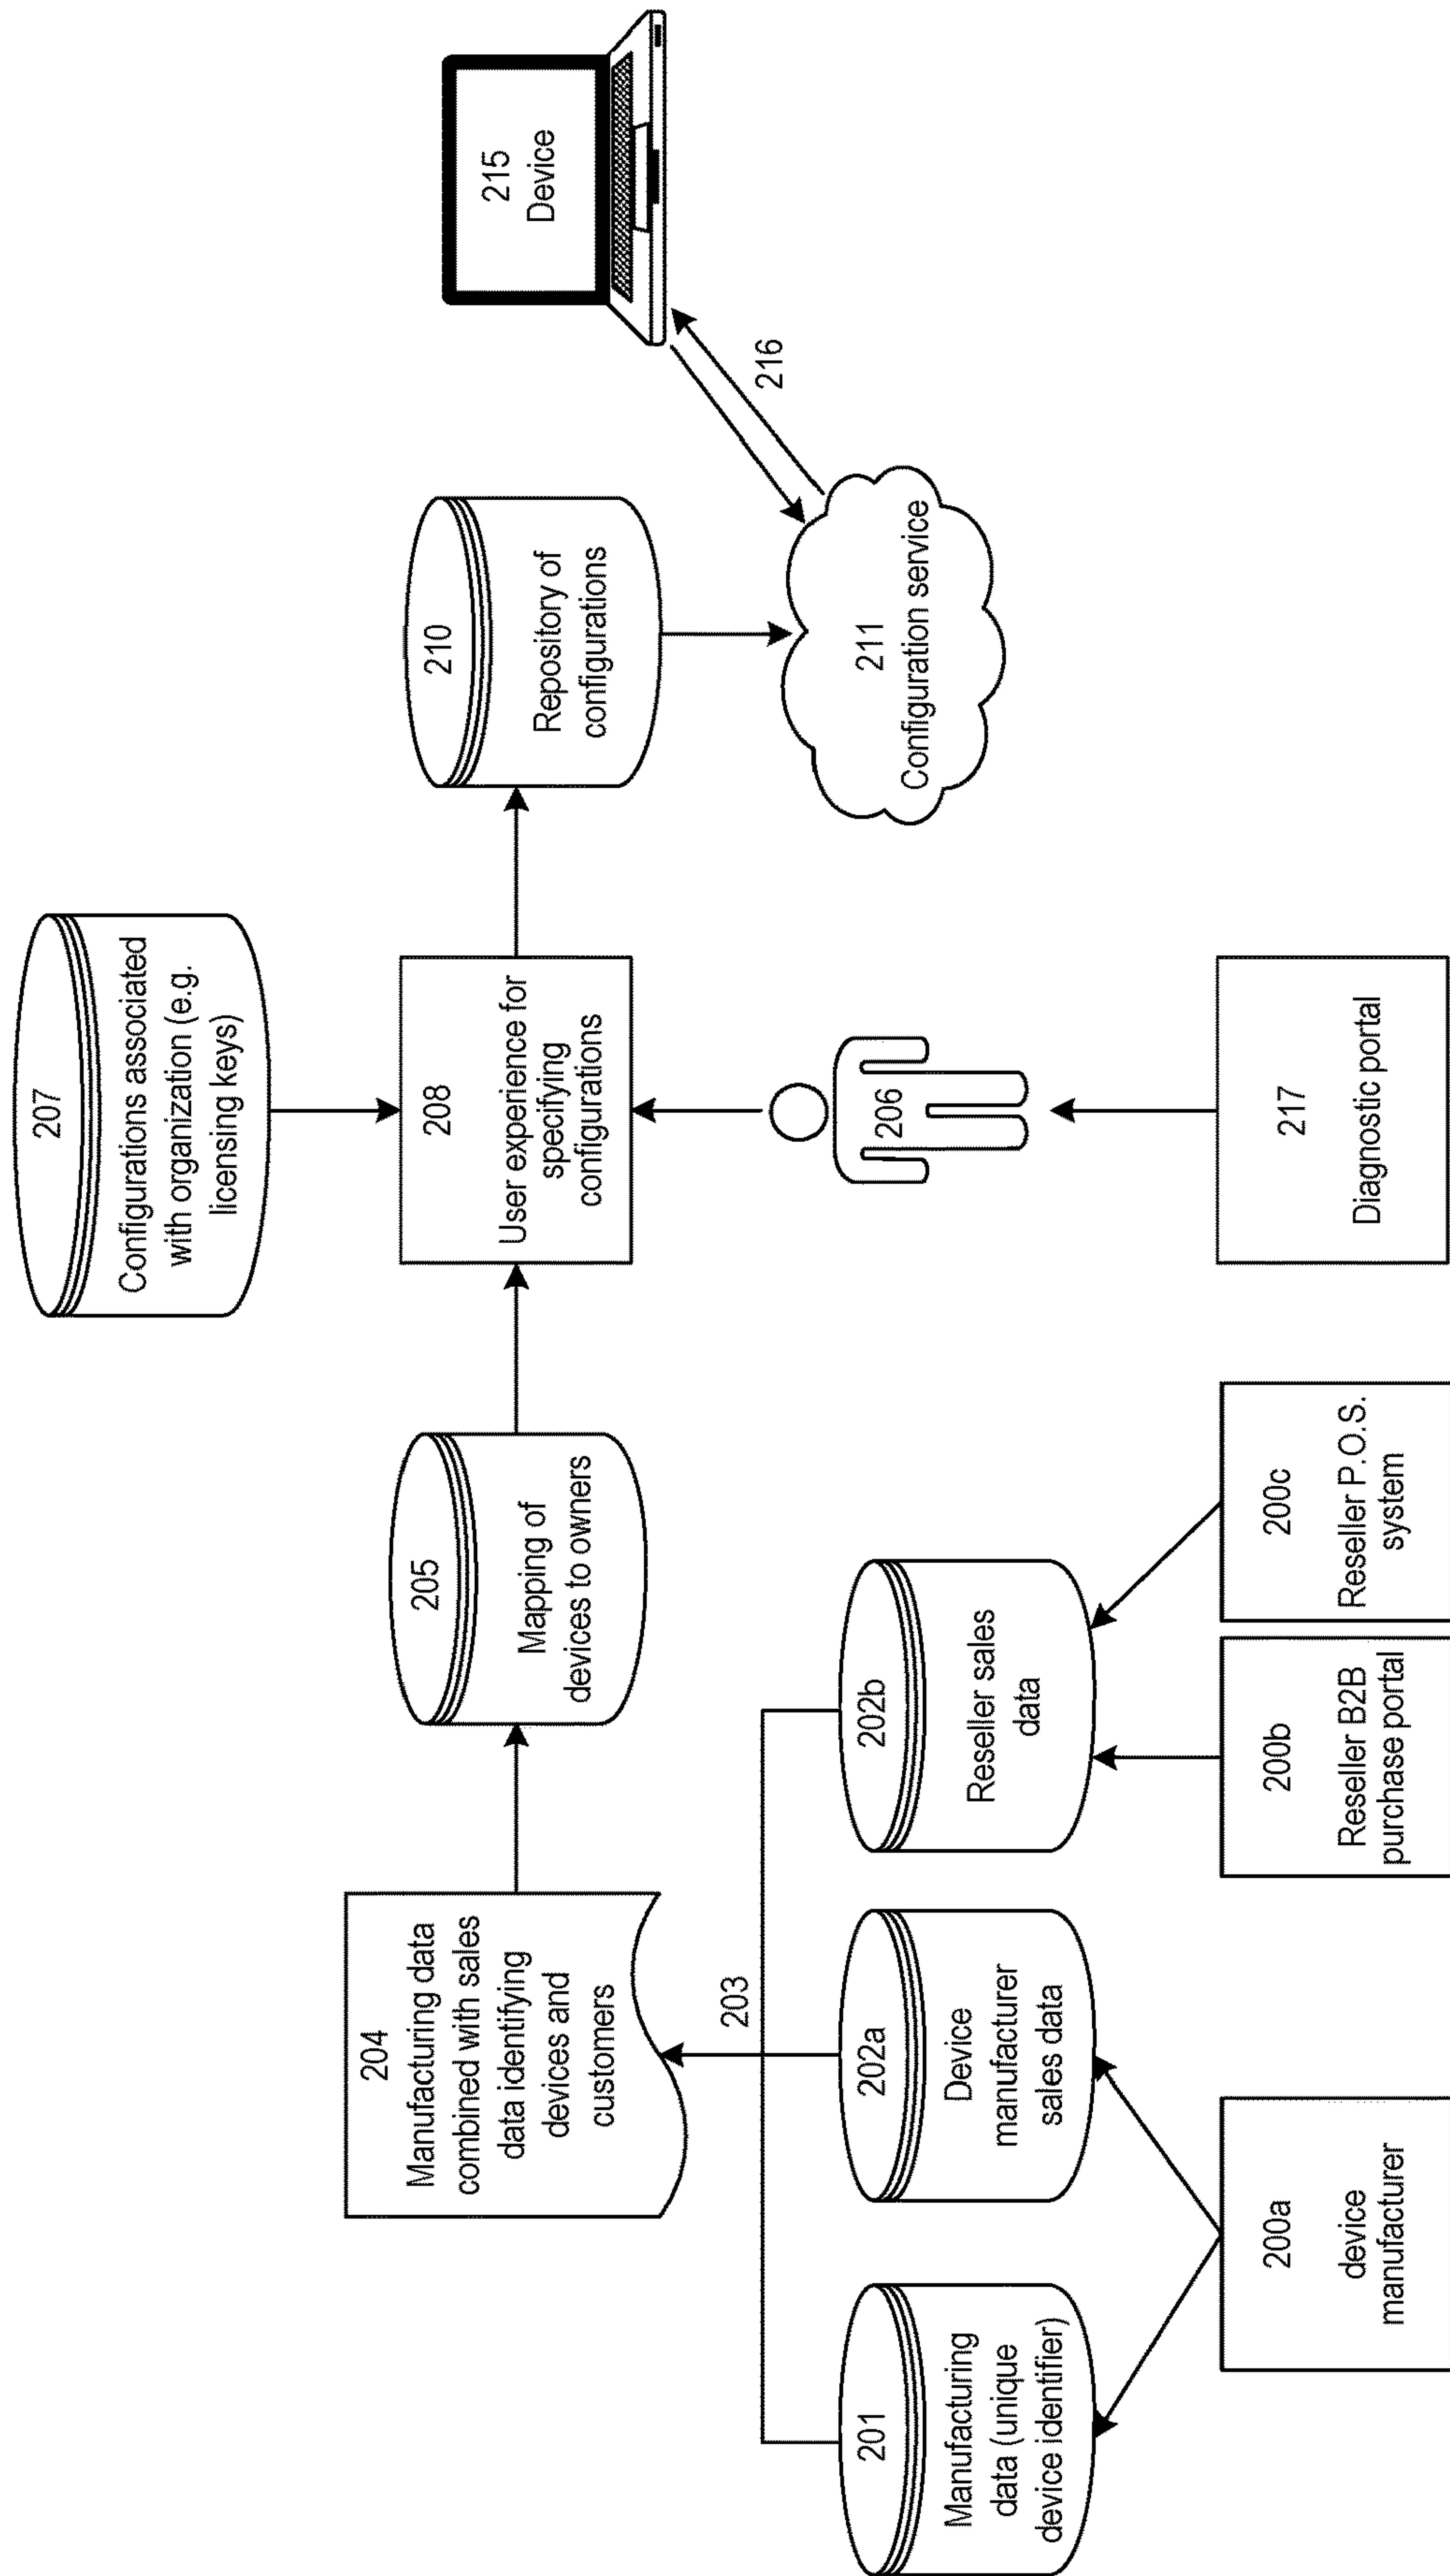 207
Configurations associated
with organization (e.g.
licensing keys)
204
Manufacturing data
combined with sales
data identifying
devices and
customers
205
Mapping of
devices to owners
208
User experience for
specifying
configurations
210
Repository of
configurations
215
Device
216
203
201
Manufacturing
data (unique
device identifier)
202a
Device
manufacturer
sales data
202b
Reseller sales
data
206
211
Configuration service
200a
device
manufacturer
200b
Reseller B2B
purchase portal
200c
Reseller P.O.S.
system
217
Diagnostic portal